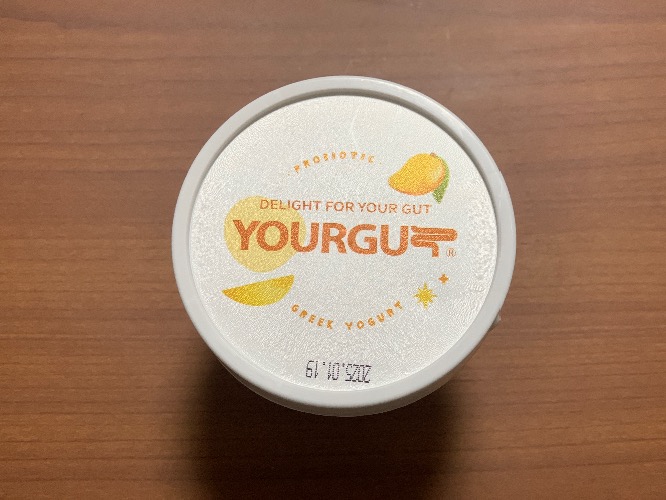 PROBIOTIC
DELIGHT FOR YOUR GUT
YOURGUT®
GREEK YOGURT
2025.01.19